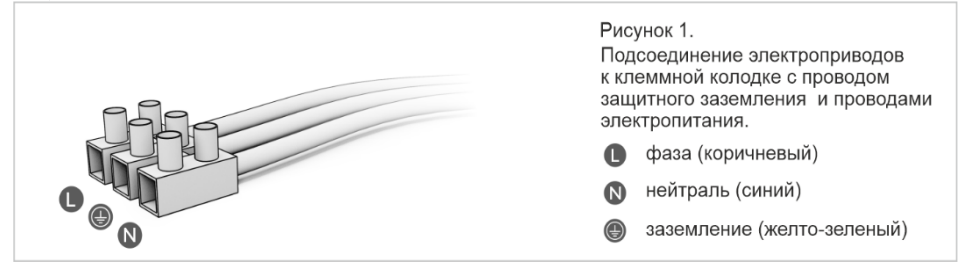 Рисунок 1.
Подсоединение электроприводов
к клеммной колодке с проводом
защитного заземления и проводами
электропитания.
L фаза (коричневый)
N нейтраль (синий)
заземление (желто-зеленый)
L
N